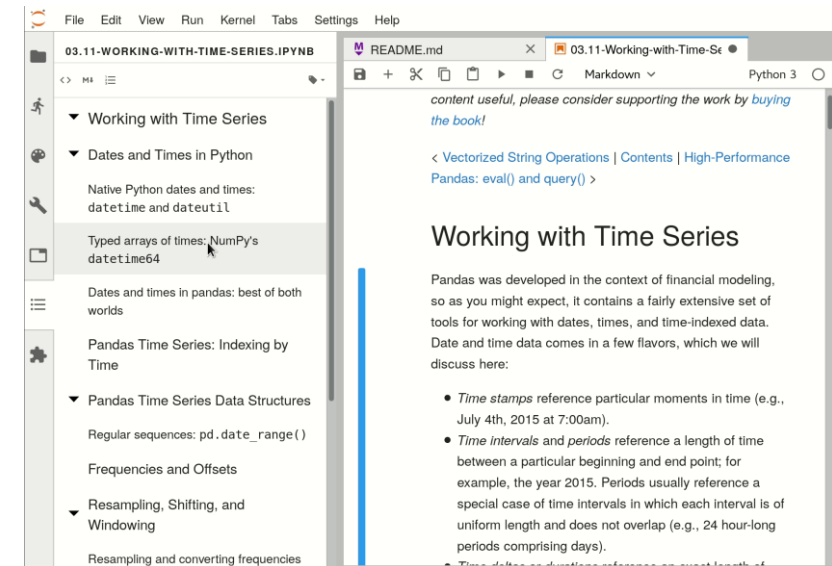 File Edit View Run Kernel Tabs Settings Help
03.11-WORKING-WITH-TIME-SERIES.IPYNB
<> M↓
Working with Time Series
Dates and Times in Python
Native Python dates and times:
datetime and dateutil
Typed arrays of times: NumPy's
datetime64
Dates and times in pandas: best of both
worlds
Pandas Time Series: Indexing by
Time
Pandas Time Series Data Structures
Regular sequences: pd.date_range()
Frequencies and Offsets
Resampling, Shifting, and
Windowing
Resampling and converting frequencies
README.md
03.11-Working-with-Time-Se
Markdown Python 3
content useful, please consider supporting the work by buying
the book!
< Vectorized String Operations | Contents | High-Performance
Pandas: eval() and query() >
Working with Time Series
Pandas was developed in the context of financial modeling,
so as you might expect, it contains a fairly extensive set of
tools for working with dates, times, and time-indexed data.
Date and time data comes in a few flavors, which we will
discuss here:
• Time stamps reference particular moments in time (e.g.,
July 4th, 2015 at 7:00am).
• Time intervals and periods reference a length of time
between a particular beginning and end point; for
example, the year 2015. Periods usually reference a
special case of time intervals in which each interval is of
uniform length and does not overlap (e.g., 24 hour-long
periods comprising days).